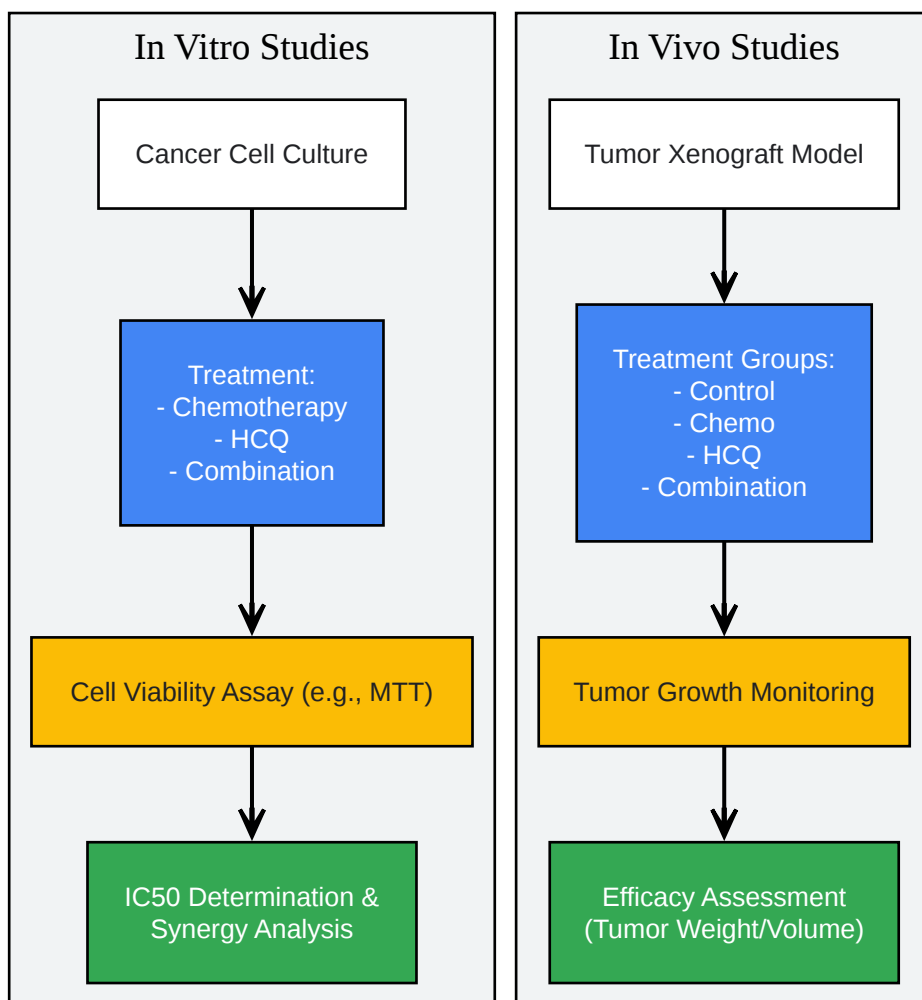 In Vitro Studies
Cancer Cell Culture
Treatment:
- Chemotherapy
- HCQ
- Combination
Cell Viability Assay (e.g., MTT)
IC50 Determination &
Synergy Analysis
In Vivo Studies
Tumor Xenograft Model
Treatment Groups:
- Control
- Chemo
- HCQ
- Combination
Tumor Growth Monitoring
Efficacy Assessment
(Tumor Weight/Volume)